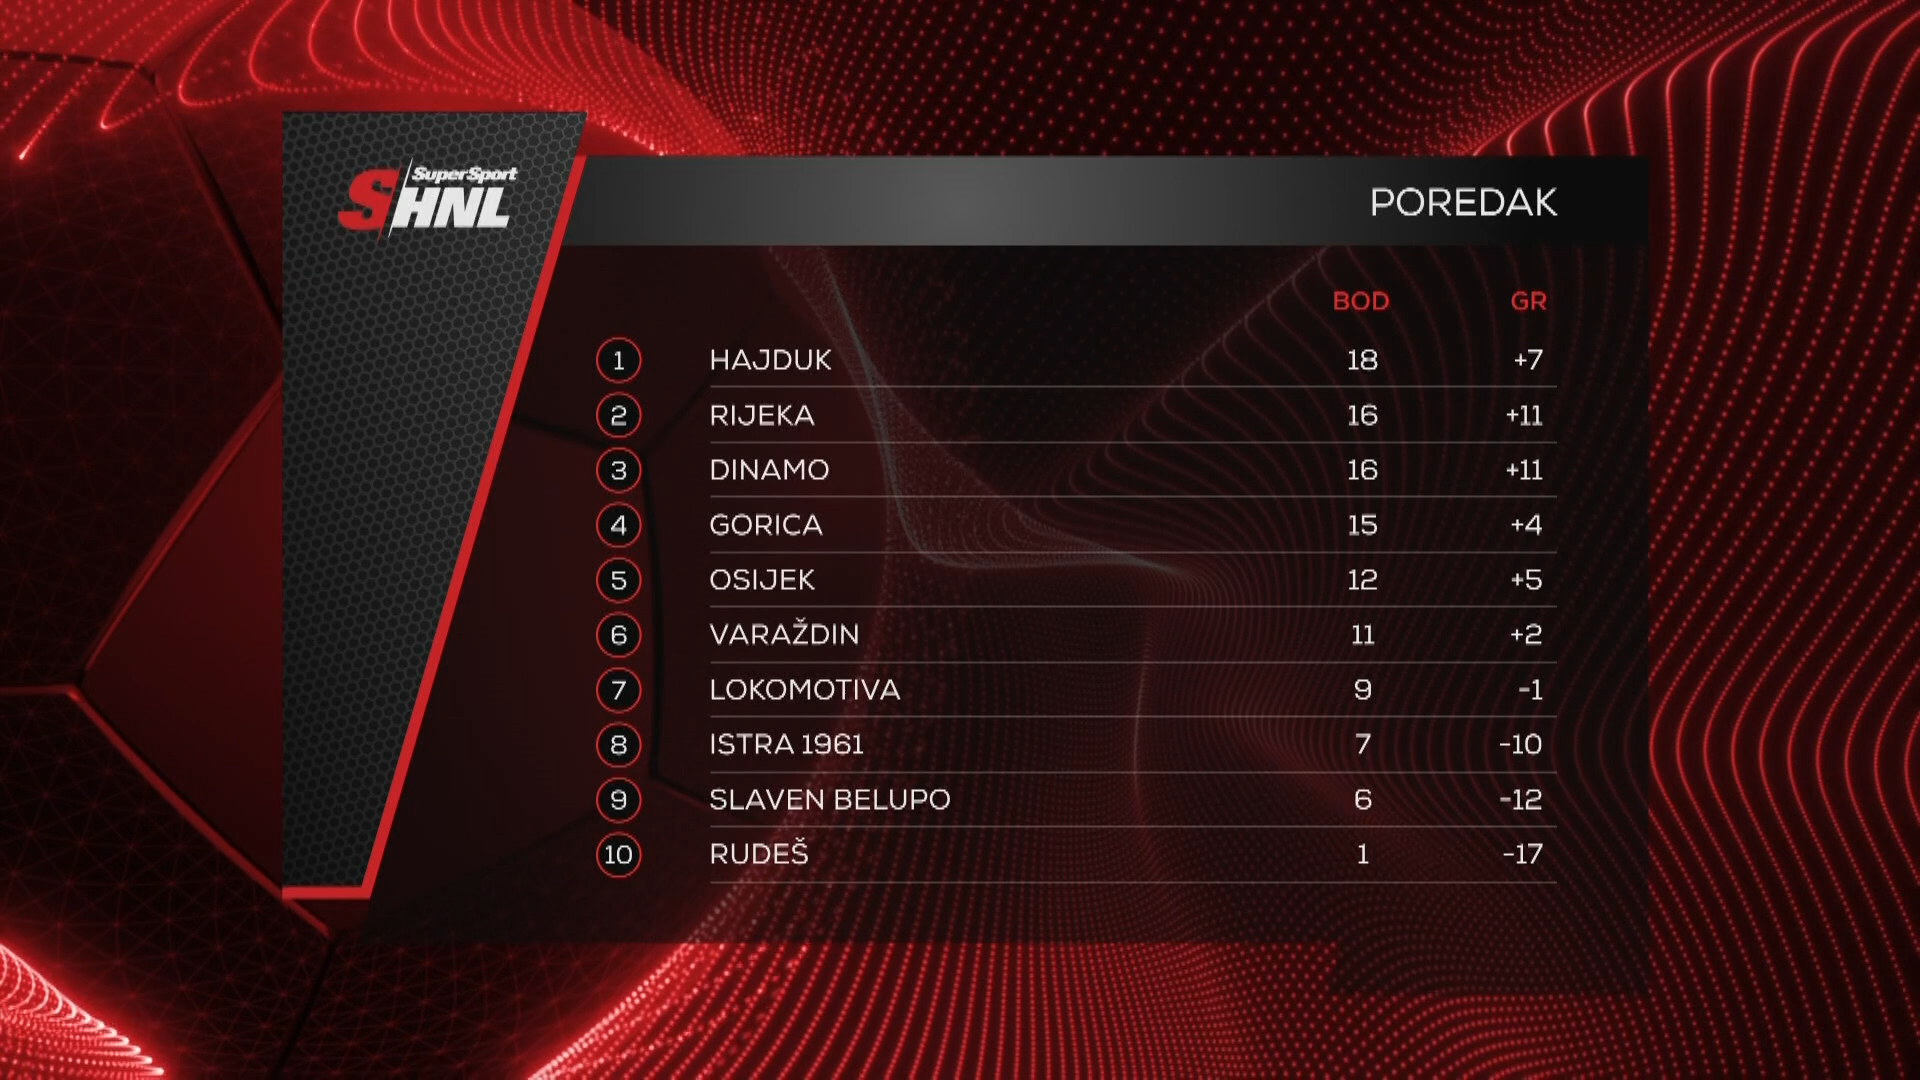 SuperSport
SHNL
POREDAK
BOD GR
1 HAJDUK 18 +7
2 RIJEKA 16 +11
3 DINAMO 16 +11
4 GORICA 15 +4
5 OSIJEK 12 +5
6 VARAŽDIN 11 +2
7 LOKOMOTIVA 9 -1
8 ISTRA 1961 7 -10
9 SLAVEN BELUPO 6 -12
10 RUDEŠ 1 -17